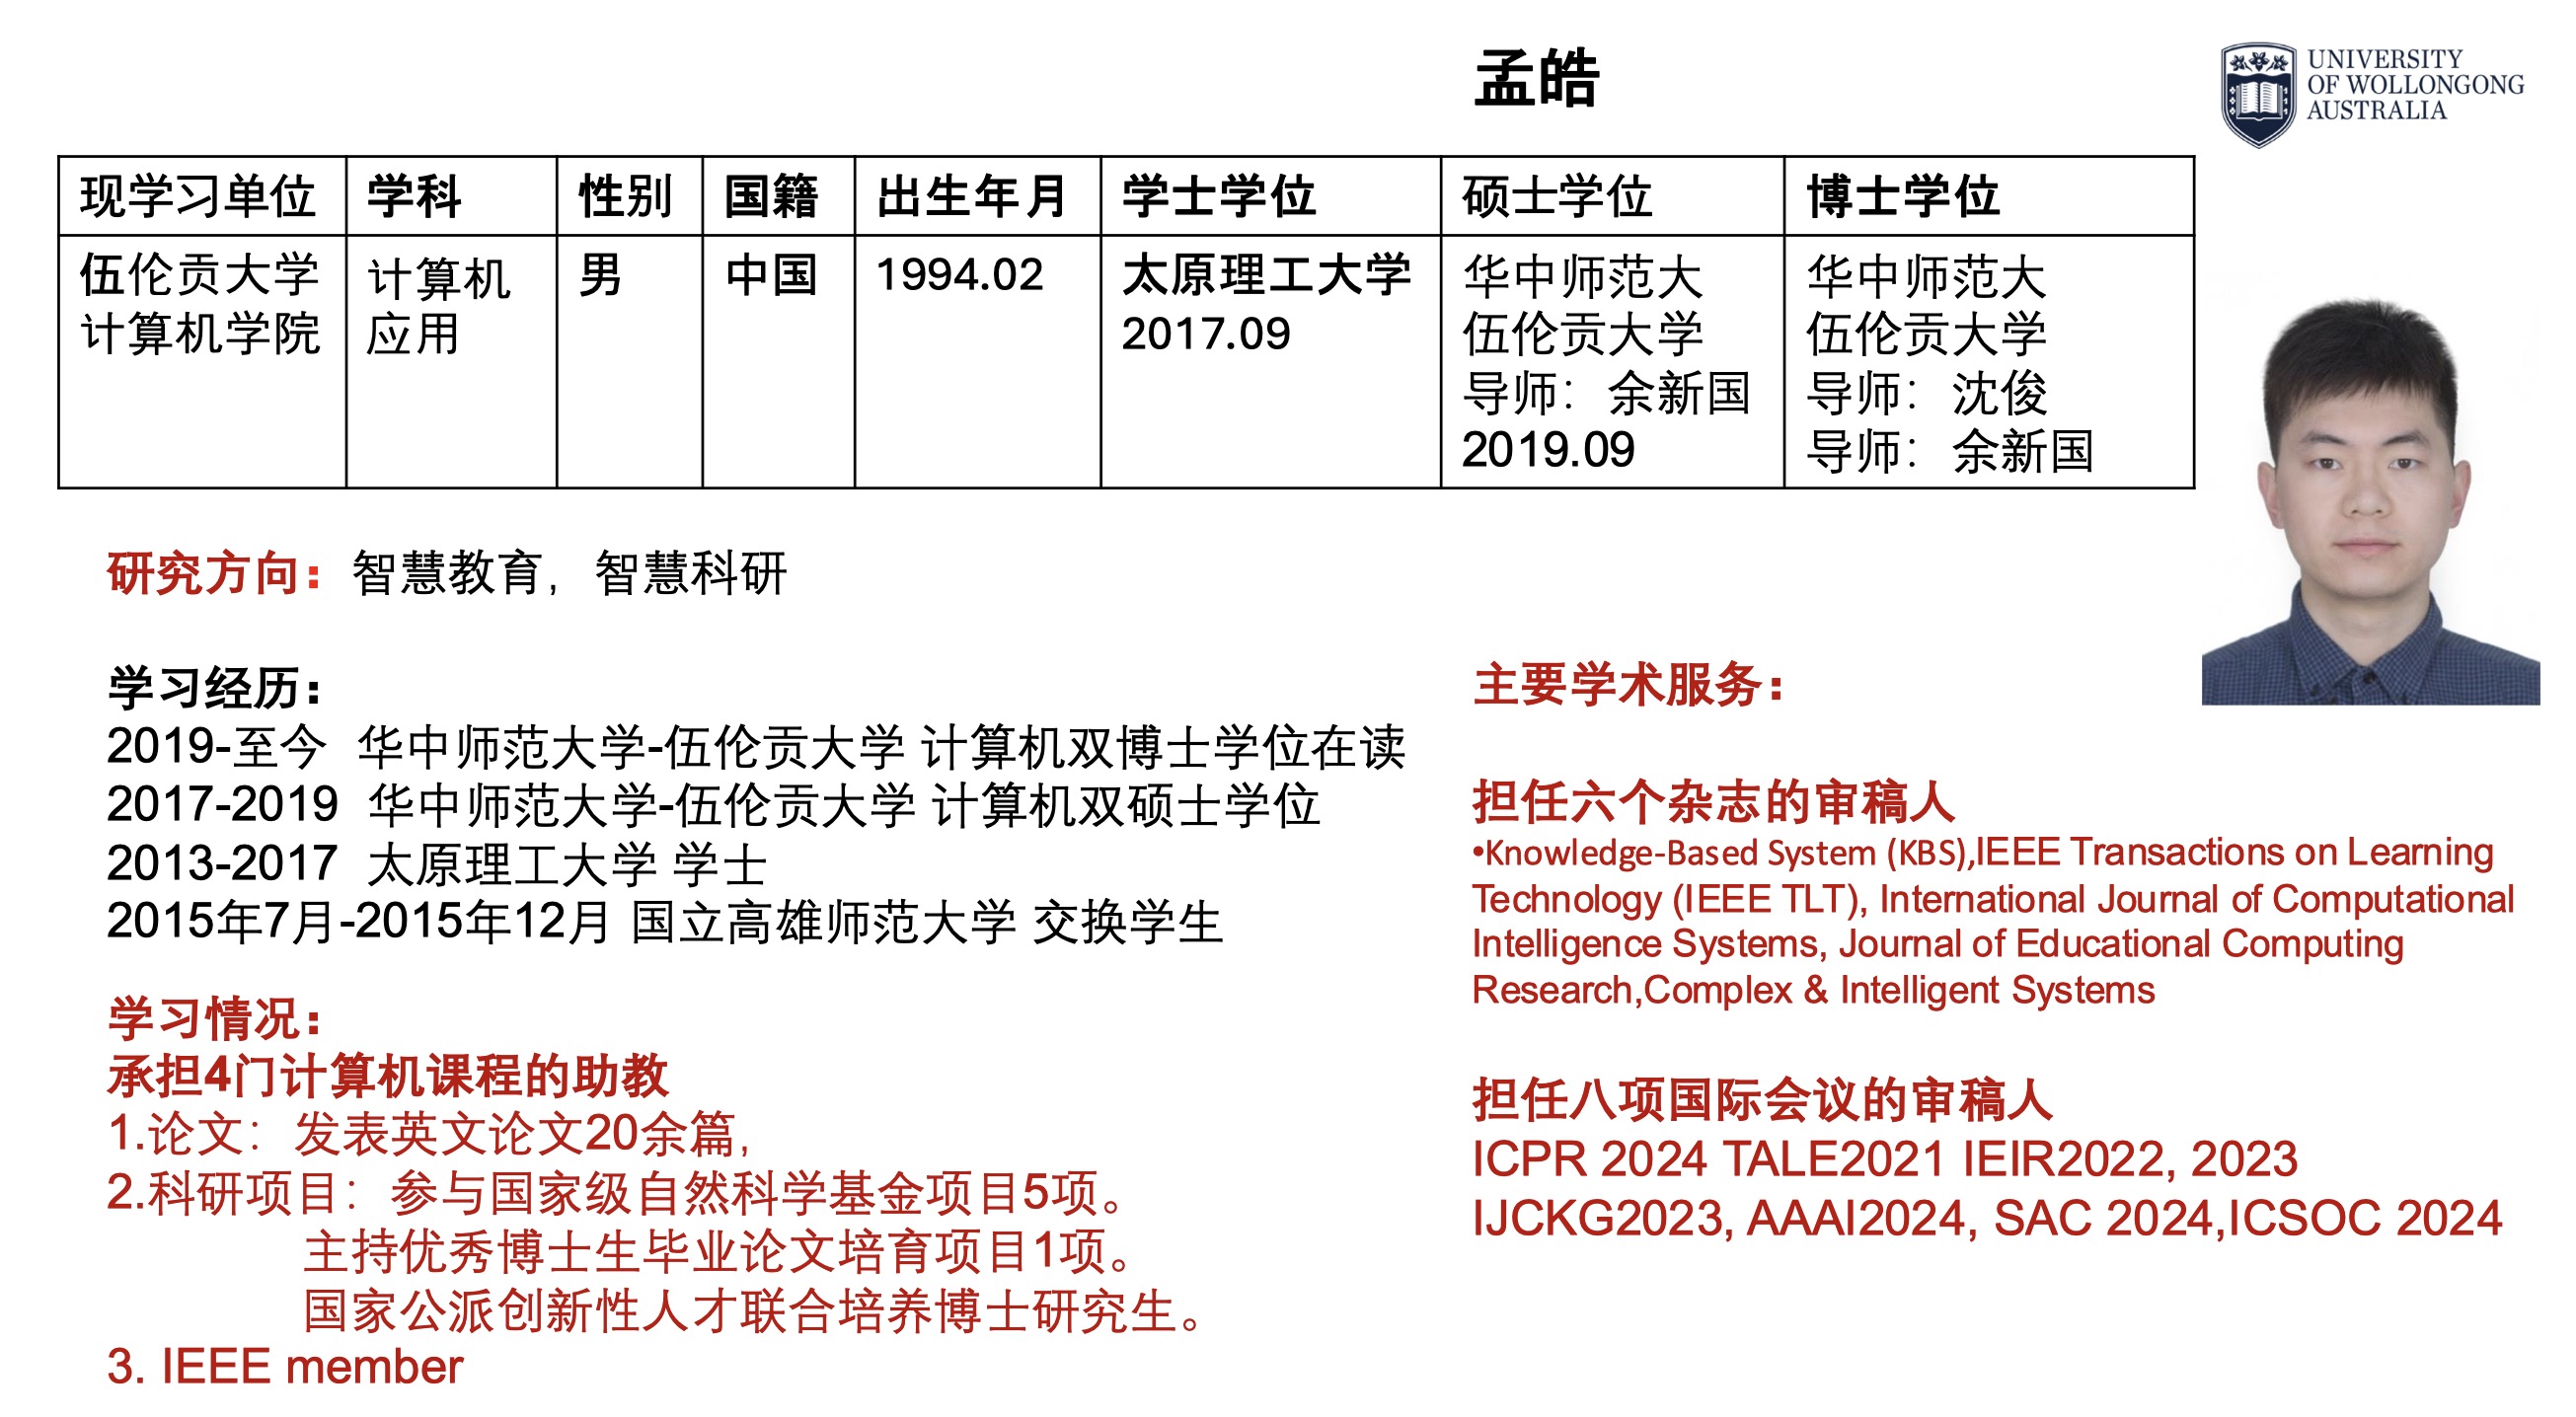 孟皓
UNIVERSITY
OF WOLLONGONG
AUSTRALIA
现学习单位 学科 性别 国籍 出生年月 学士学位 硕士学位 博士学位
伍伦贡大学 计算机 男 中国 1994.02 太原理工大学 华中师范大 华中师范大
计算机学院 应用 2017.09 伍伦贡大学 伍伦贡大学
导师：余新国 导师：沈俊
2019.09 导师：余新国
研究方向：智慧教育，智慧科研
学习经历：
2019-至今 华中师范大学-伍伦贡大学 计算机双博士学位在读
2017-2019 华中师范大学-伍伦贡大学 计算机双硕士学位
2013-2017 太原理工大学 学士
2015年7月-2015年12月 国立高雄师范大学 交换学生
学习情况：
承担4门计算机课程的助教
1.论文：发表英文论文20余篇,
2.科研项目：参与国家级自然科学基金项目5项。
主持优秀博士生毕业论文培育项目1项。
国家公派创新性人才联合培养博士研究生。
3. IEEE member
主要学术服务：
担任六个杂志的审稿人
•Knowledge-Based System (KBS),IEEE Transactions on Learning
Technology (IEEE TLT), International Journal of Computational
Intelligence Systems, Journal of Educational Computing
Research,Complex & Intelligent Systems
担任八项国际会议的审稿人
ICPR 2024 TALE2021 IEIR2022, 2023
IJCKG2023, AAAI2024, SAC 2024,ICSOC 2024